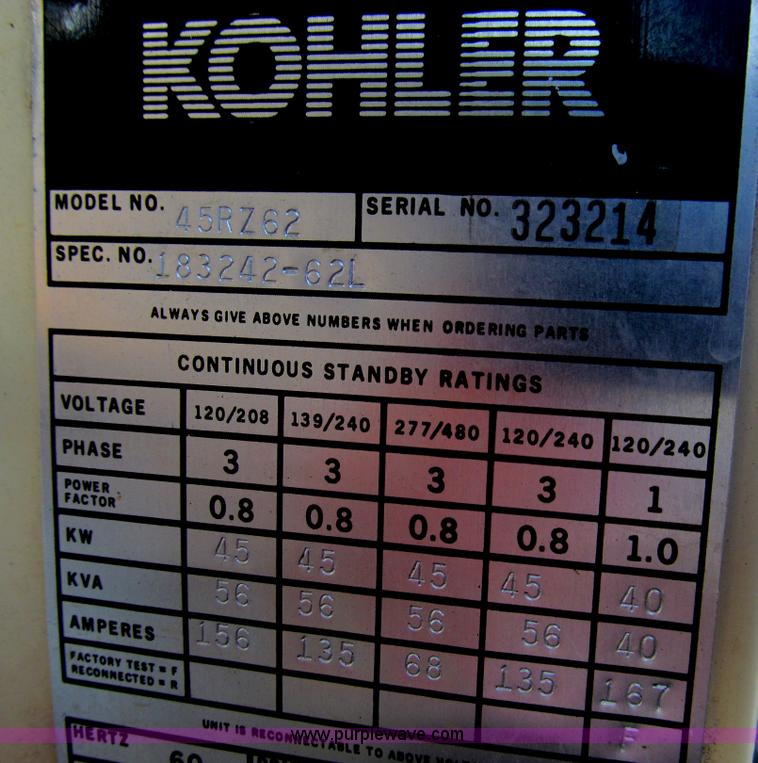 KOHLER
MODEL NO. 45RZ62 SERIAL NO. 323214
SPEC. NO. 183242-62L
ALWAYS GIVE ABOVE NUMBERS WHEN ORDERING PARTS
CONTINUOUS STANDBY RATINGS
VOLTAGE 120/208 139/240 277/480 120/240 120/240
PHASE 3 3 3 3 1
POWER FACTOR 0.8 0.8 0.8 0.8 1.0
KW 45 45 45 45 40
KVA 56 56 56 56 40
AMPERES 156 135 68 135 167
FACTORY TEST = F
RECONNECTED = R F
UNIT IS RECONNECTABLE TO ABOVE
HERTZ 60
www.purplewave.com